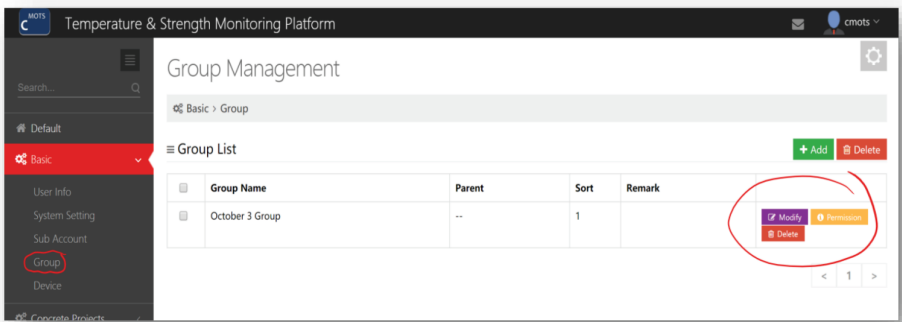 CMOTS Temperature & Strength Monitoring Platform cmots
Search...
Group Management
Basic > Group
Default
Group List
Add Delete
Basic
Group Name Parent Sort Remark
User Info
October 3 Group -- 1 Modify Permission
System Setting
Delete
Sub Account
Group
< 1 >
Device
Concrete Projects